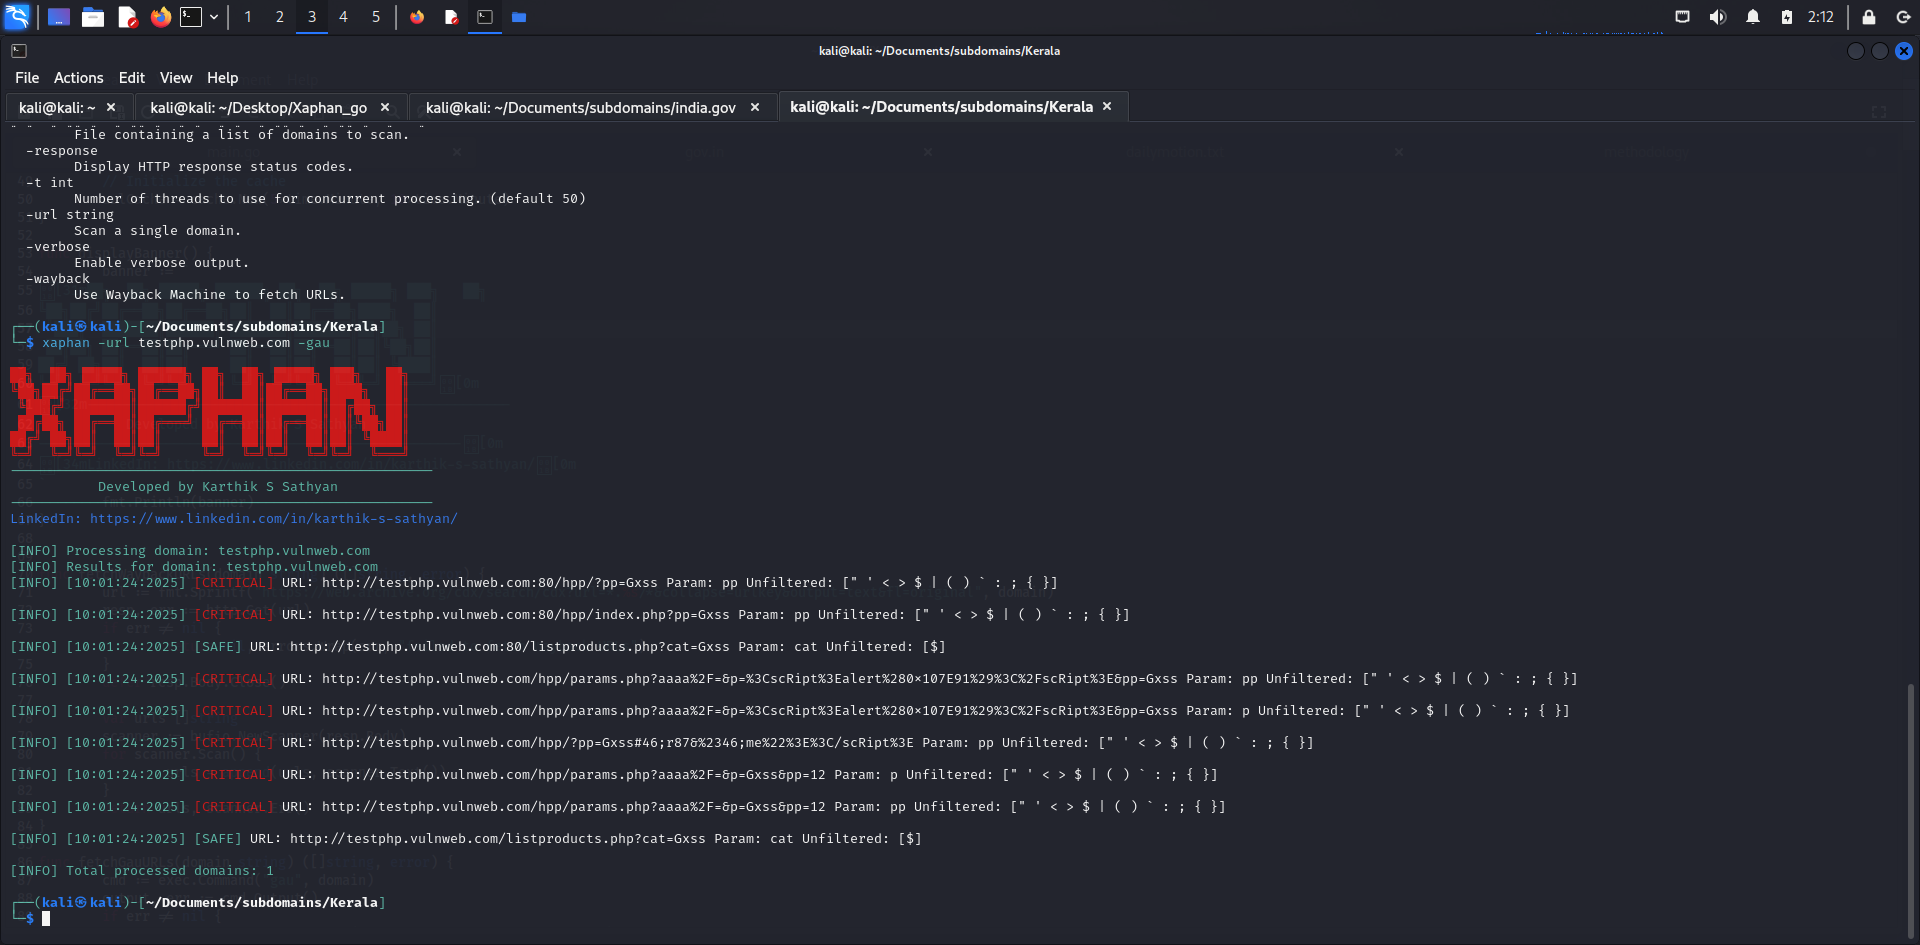 1 2 3 4 5
2:12
kali@kali: ~/Documents/subdomains/Kerala
File Actions Edit View Help
kali@kali: ~ × kali@kali: ~/Desktop/Xaphan_go × kali@kali: ~/Documents/subdomains/india.gov × kali@kali: ~/Documents/subdomains/Kerala ×
File containing a list of domains to scan.
-response
Display HTTP response status codes.
-t int
Number of threads to use for concurrent processing. (default 50)
-url string
Scan a single domain.
-verbose
Enable verbose output.
-wayback
Use Wayback Machine to fetch URLs.
┌──(kali㉿kali)-[~/Documents/subdomains/Kerala]
└─$ xaphan -url testphp.vulnweb.com -gau
XAPHAN
Developed by Karthik S Sathyan
LinkedIn: https://www.linkedin.com/in/karthik-s-sathyan/
[INFO] Processing domain: testphp.vulnweb.com
[INFO] Results for domain: testphp.vulnweb.com
[INFO] [10:01:24:2025] [CRITICAL] URL: http://testphp.vulnweb.com:80/hpp/?pp=Gxss Param: pp Unfiltered: [" ' < > $ | ( ) ` : ; { }]
[INFO] [10:01:24:2025] [CRITICAL] URL: http://testphp.vulnweb.com:80/hpp/index.php?pp=Gxss Param: pp Unfiltered: [" ' < > $ | ( ) ` : ; { }]
[INFO] [10:01:24:2025] [SAFE] URL: http://testphp.vulnweb.com:80/listproducts.php?cat=Gxss Param: cat Unfiltered: [$]
[INFO] [10:01:24:2025] [CRITICAL] URL: http://testphp.vulnweb.com/hpp/params.php?aaaa%2F=&p=%3CscRipt%3Ealert%280×107E91%29%3C%2FscRipt%3E&pp=Gxss Param: pp Unfiltered: [" ' < > $ | ( ) ` : ; { }]
[INFO] [10:01:24:2025] [CRITICAL] URL: http://testphp.vulnweb.com/hpp/params.php?aaaa%2F=&p=%3CscRipt%3Ealert%280×107E91%29%3C%2FscRipt%3E&pp=Gxss Param: p Unfiltered: [" ' < > $ | ( ) ` : ; { }]
[INFO] [10:01:24:2025] [CRITICAL] URL: http://testphp.vulnweb.com/hpp/?pp=Gxss#46;r87&%2346;me%22%3E%3C/scRipt%3E Param: pp Unfiltered: [" ' < > $ | ( ) ` : ; { }]
[INFO] [10:01:24:2025] [CRITICAL] URL: http://testphp.vulnweb.com/hpp/params.php?aaaa%2F=&p=Gxss&pp=12 Param: p Unfiltered: [" ' < > $ | ( ) ` : ; { }]
[INFO] [10:01:24:2025] [CRITICAL] URL: http://testphp.vulnweb.com/hpp/params.php?aaaa%2F=&p=Gxss&pp=12 Param: pp Unfiltered: [" ' < > $ | ( ) ` : ; { }]
[INFO] [10:01:24:2025] [SAFE] URL: http://testphp.vulnweb.com/listproducts.php?cat=Gxss Param: cat Unfiltered: [$]
[INFO] Total processed domains: 1
┌──(kali㉿kali)-[~/Documents/subdomains/Kerala]
└─$